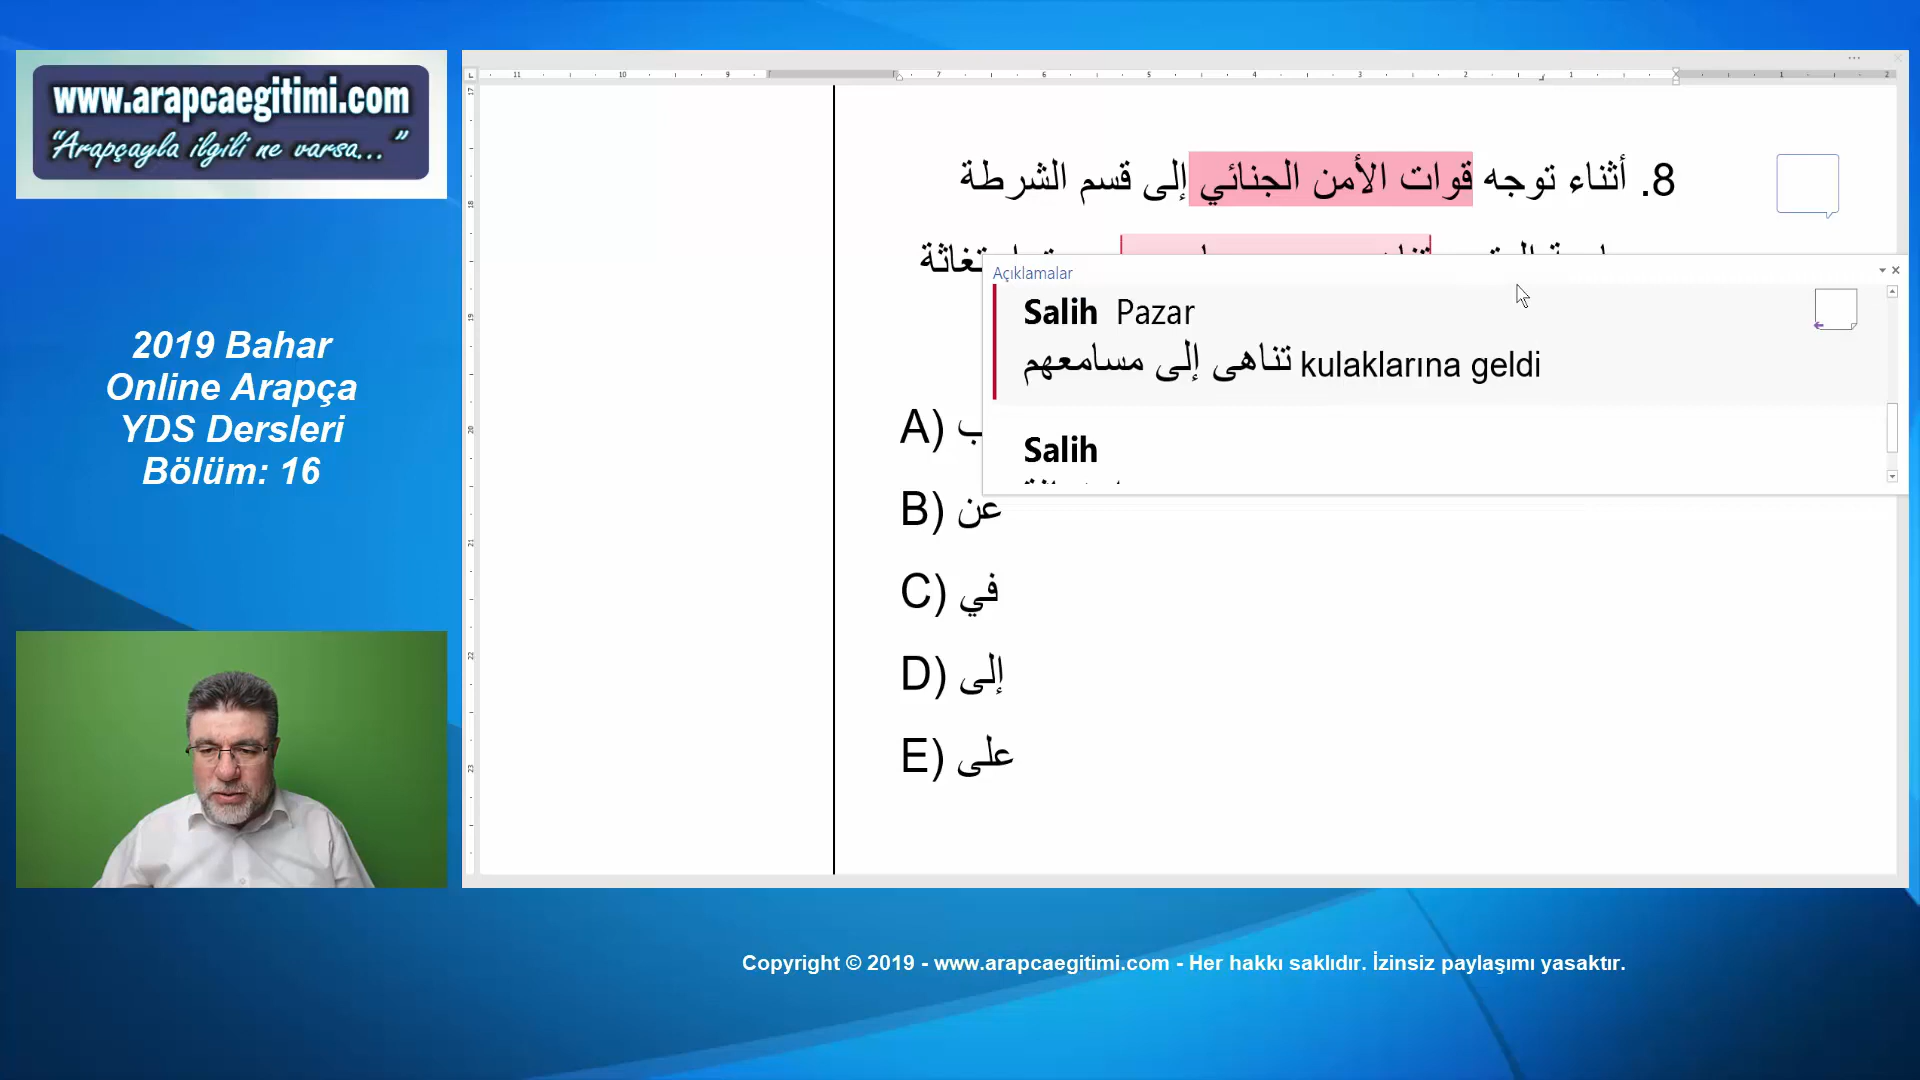 www.arapcaegitimi.com
"Arapçayla ilgili ne varsa..."
2019 Bahar
Online Arapça
YDS Dersleri
Bölüm: 16
8. أثناء توجه قوات الأمن الجنائي إلى قسم الشرطة
Açıklamalar
Salih Pazar
تناهى إلى مسامعهم kulaklarına geldi
Salih
A) ب
B) عن
C) في
D) إلى
E) على
Copyright © 2019 - www.arapcaegitimi.com - Her hakkı saklıdır. İzinsiz paylaşımı yasaktır.